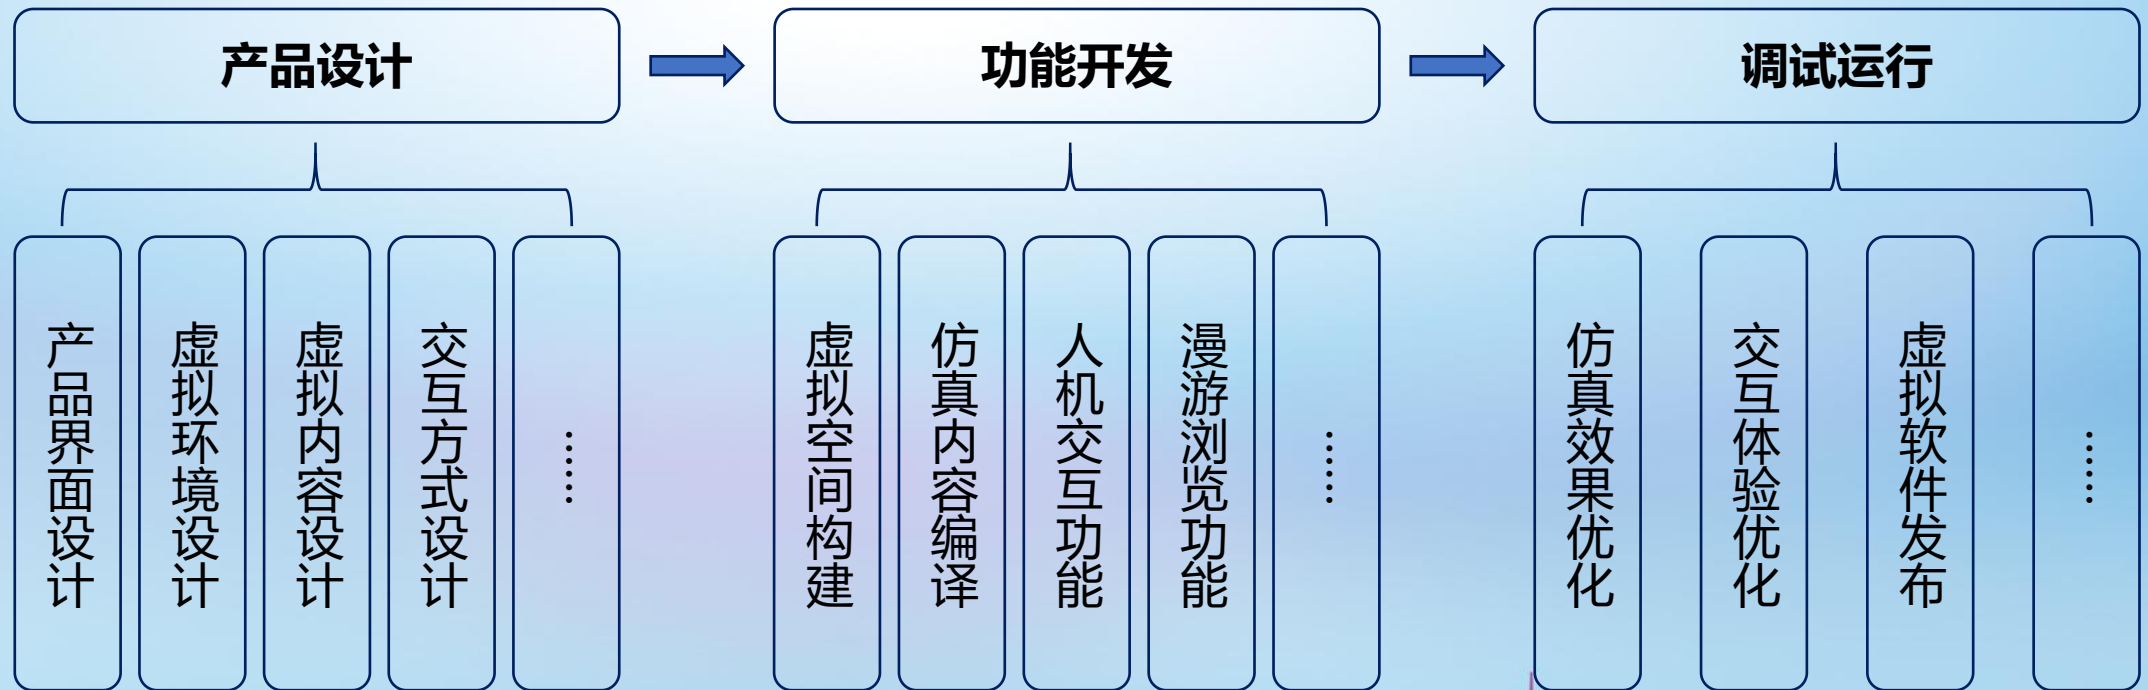 产品设计
功能开发
调试运行
产品界面设计
虚拟环境设计
虚拟内容设计
交互方式设计
……
虚拟空间构建
仿真内容编译
人机交互功能
漫游浏览功能
……
仿真效果优化
交互体验优化
虚拟软件发布
……